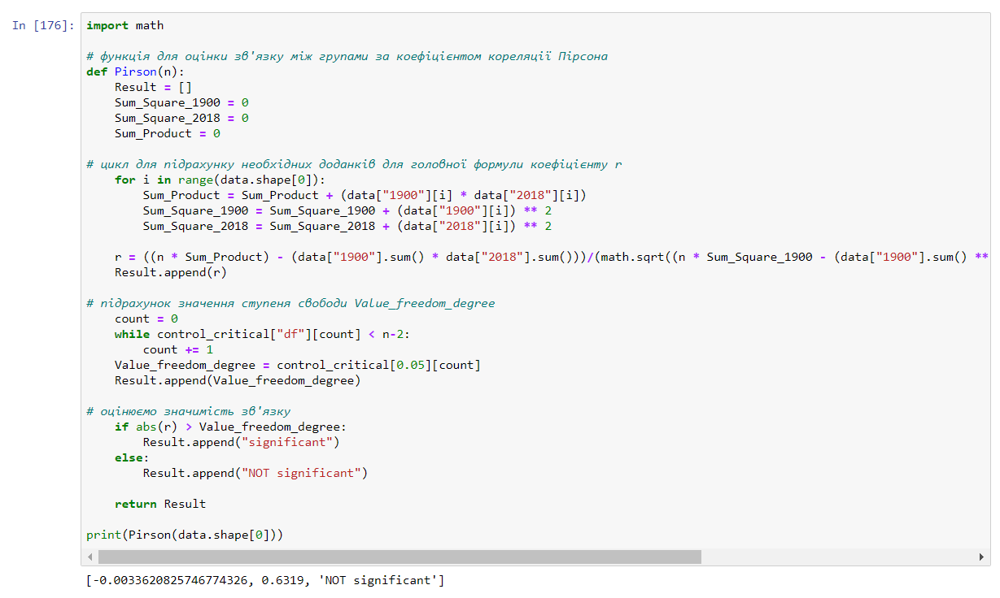 In [176]:
import math
# функція для оцінки зв'язку між групами за коефіцієнтом кореляції Пірсона
def Pirson(n):
    Result = []
    Sum_Square_1900 = 0
    Sum_Square_2018 = 0
    Sum_Product = 0
# цикл для підрахунку необхідних доданків для головної формули коефіцієнту r
    for i in range(data.shape[0]):
        Sum_Product = Sum_Product + (data["1900"][i] * data["2018"][i])
        Sum_Square_1900 = Sum_Square_1900 + (data["1900"][i]) ** 2
        Sum_Square_2018 = Sum_Square_2018 + (data["2018"][i]) ** 2
    r = ((n * Sum_Product) - (data["1900"].sum() * data["2018"].sum()))/(math.sqrt((n * Sum_Square_1900 - (data["1900"].sum() **
    Result.append(r)
# підрахунок значення ступеня свободи Value_freedom_degree
    count = 0
    while control_critical["df"][count] < n-2:
        count += 1
    Value_freedom_degree = control_critical[0.05][count]
    Result.append(Value_freedom_degree)
# оцінюємо значимість зв'язку
    if abs(r) > Value_freedom_degree:
        Result.append("significant")
    else:
        Result.append("NOT significant")
    return Result
print(Pirson(data.shape[0]))
[-0.0033620825746774326, 0.6319, 'NOT significant']